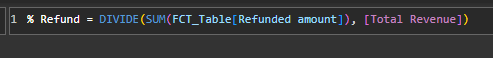 1 % Refund = DIVIDE(SUM(FCT_Table[Refunded amount]), [Total Revenue])